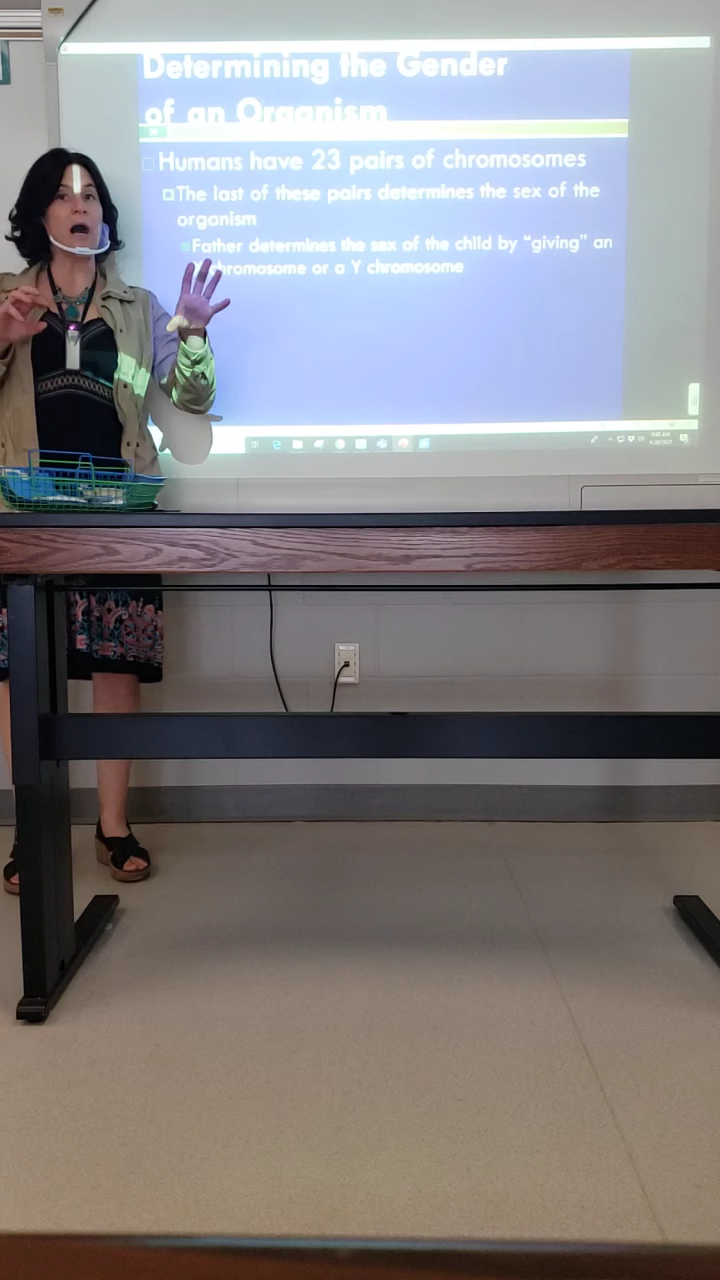 Determining the Gender
of an Organism
Humans have 23 pairs of chromosomes
The last of these pairs determines the sex of the
organism
Father determines the sex of the child by "giving" an
chromosome or a Y chromosome